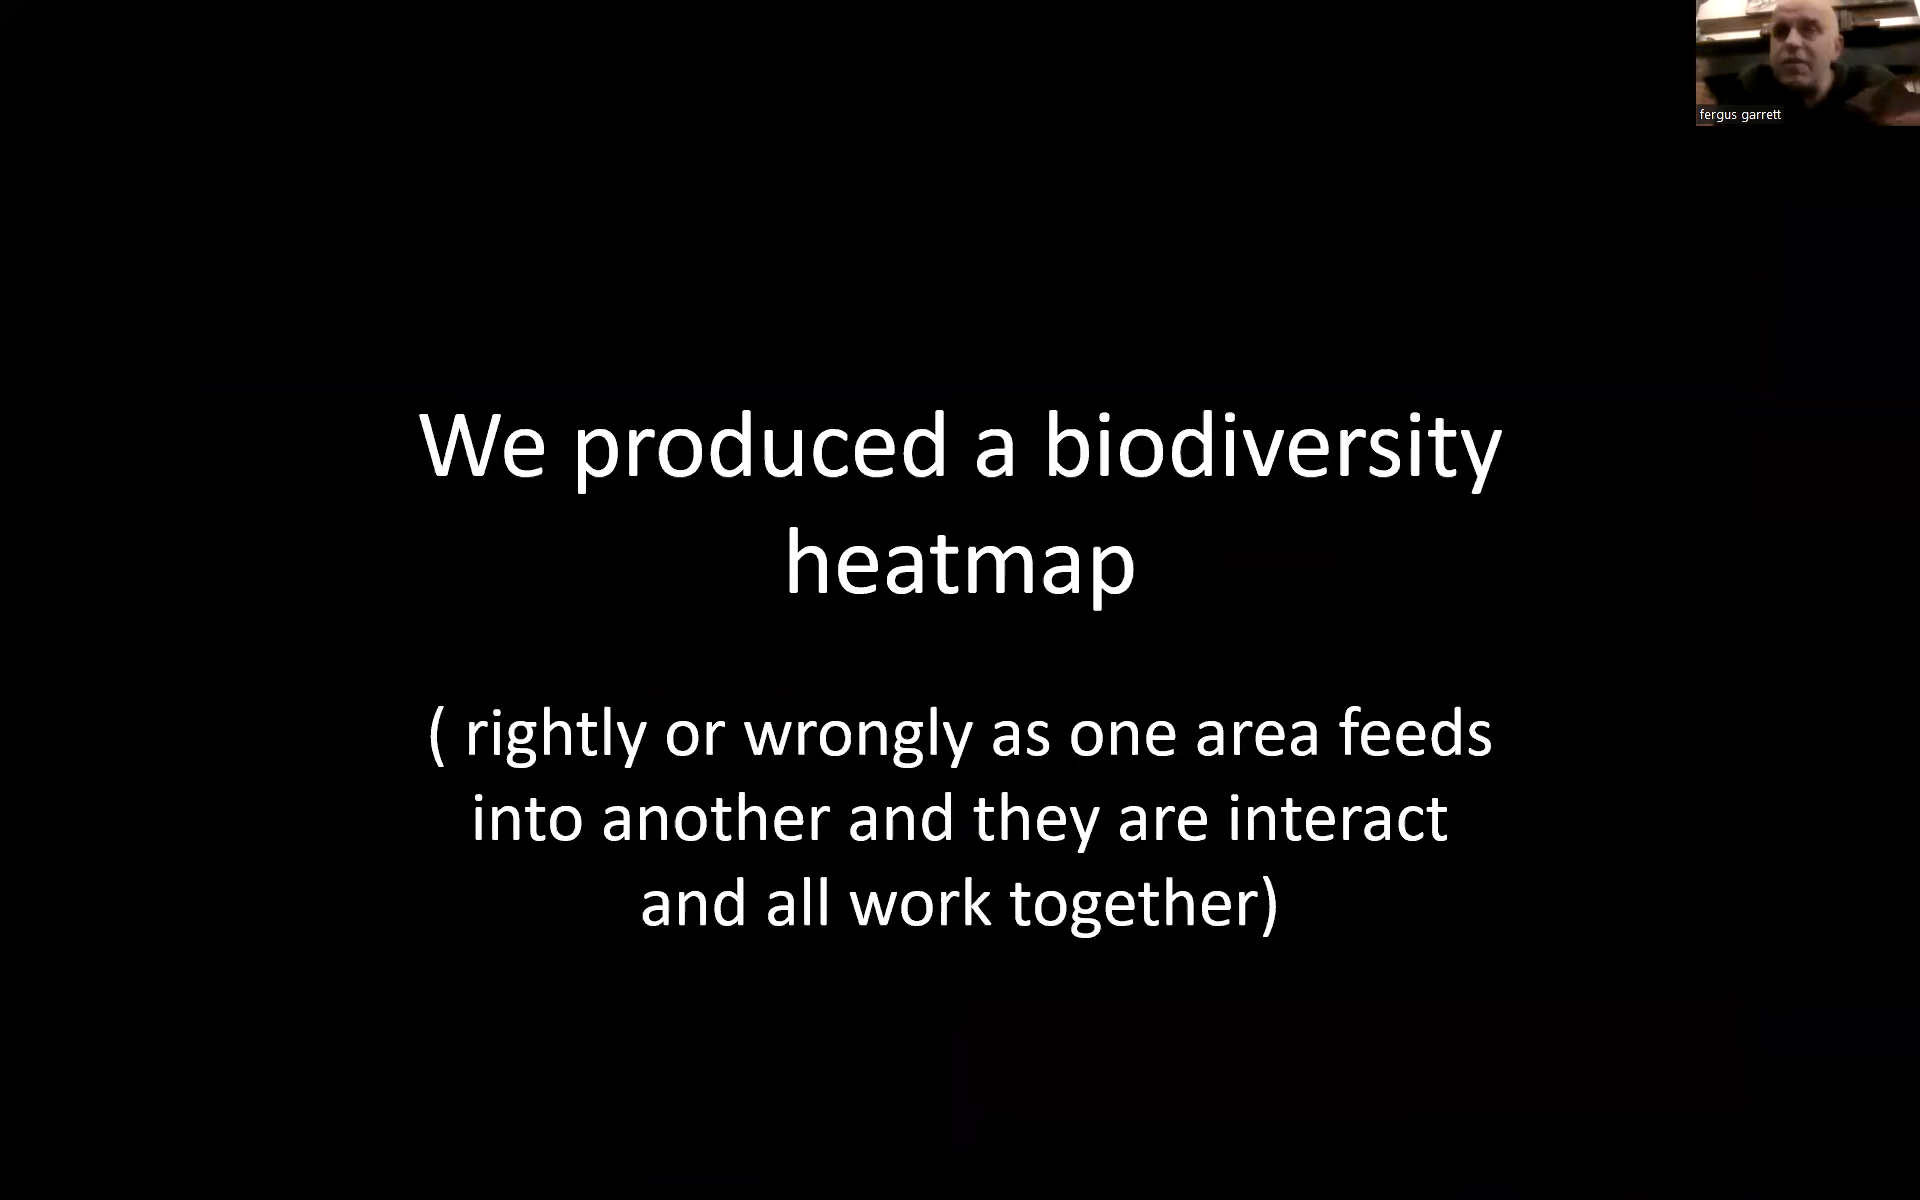 fergus garrett
We produced a biodiversity
heatmap
( rightly or wrongly as one area feeds
into another and they are interact
and all work together)